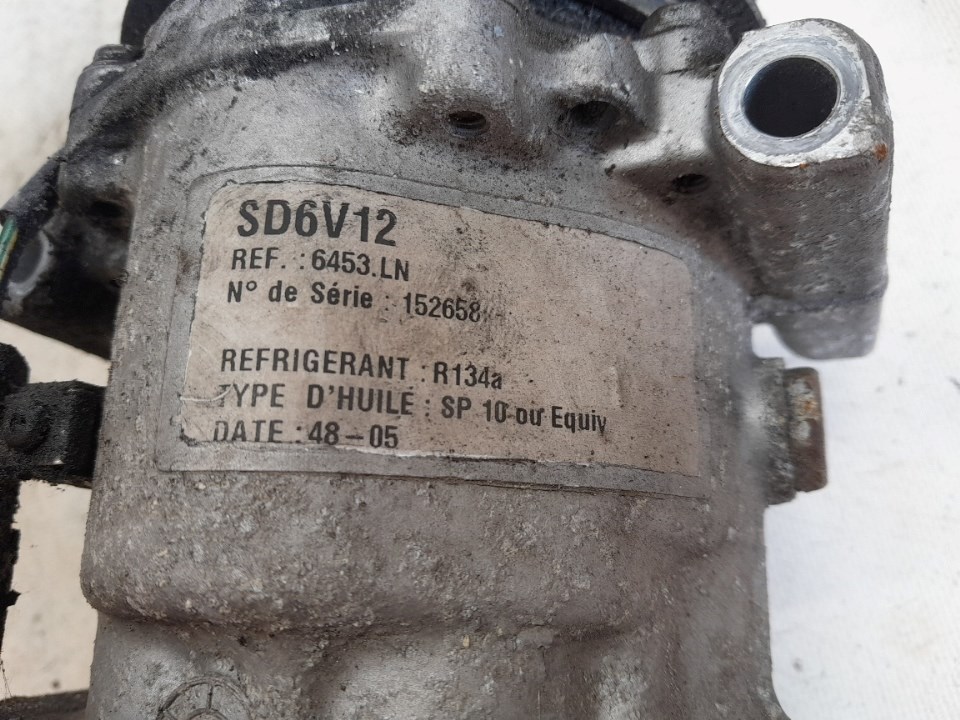 SD6V12
REF. : 6453.LN
N° de Série : 152658
REFRIGERANT : R134a
TYPE D'HUILE : SP 10 ou Equiv
DATE : 48-05